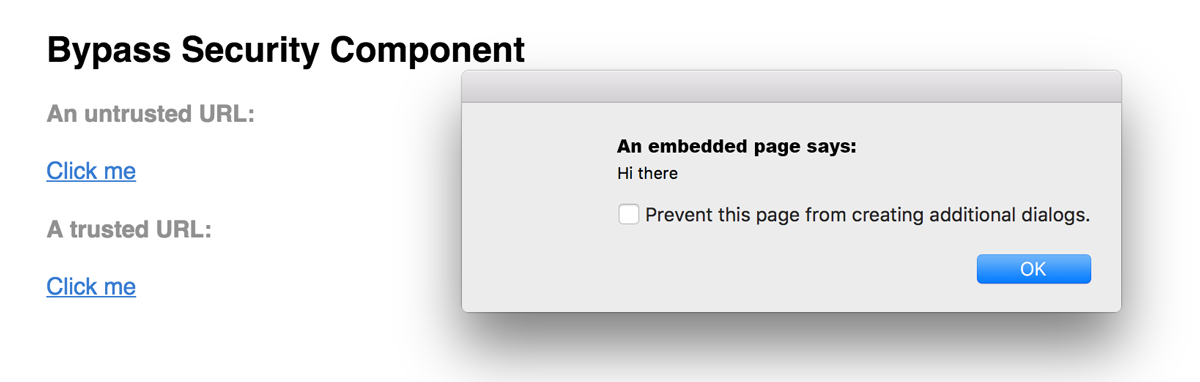 Bypass Security Component
An untrusted URL:
Click me
A trusted URL:
Click me
An embedded page says:
Hi there
Prevent this page from creating additional dialogs.
OK